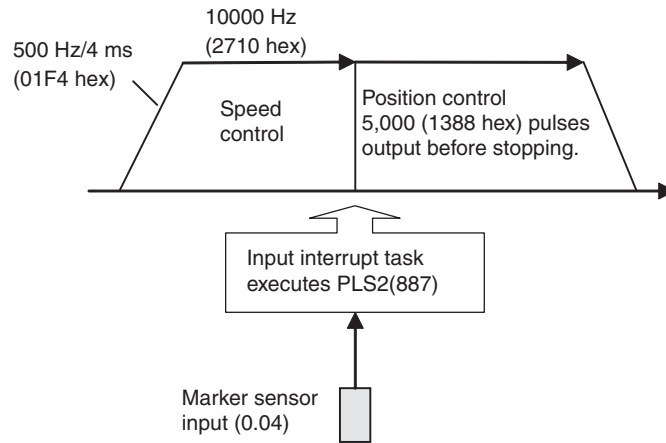 10000 Hz
(2710 hex)
500 Hz/4 ms
(01F4 hex)
Speed
control
Position control
5,000 (1388 hex) pulses
output before stopping.
Input interrupt task
executes PLS2(887)
Marker sensor
input (0.04)